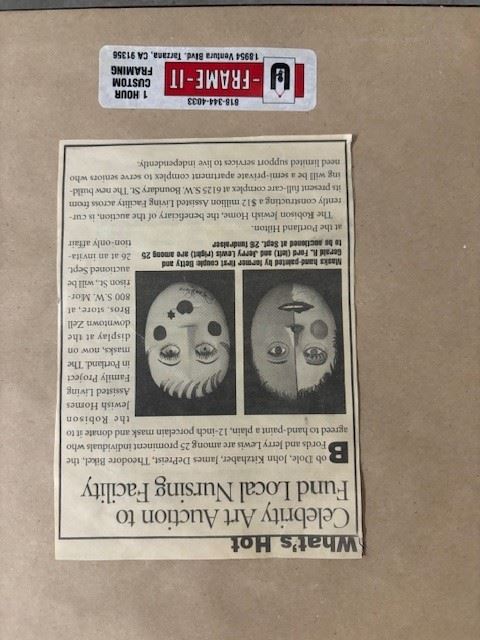 What's Hot
Celebrity Art Auction to
Fund Local Nursing Facility
Bob Dole, John Kitzhaber, James DePreist, Theodore Bikel, the
Fords and Jerry Lewis are among 25 prominent individuals who
agreed to hand-paint a plain, 12-inch porcelain mask and donate it to
the Robison
Jewish Homes
Assisted Living
Family Project
in Portland. The
masks, now on
display at the
downtown Zell
Bros. store, at
800 S.W. Mor-
rison St., will be
auctioned September
26 at an invita-
tion-only affair
at the Portland Hilton.
Masks hand-painted by former first couple Betty and
Gerald R. Ford (left) and Jerry Lewis (right) are among 25
to be auctioned at Sept. 26 fundraiser
The Robison Jewish Home, the beneficiary of the auction, is cur-
rently constructing a $12 million Assisted Living Facility across from
its present full-care complex at 6125 S.W. Boundary St. The new build-
ing will be a semi-private apartment complex to serve seniors who
need limited support services to live independently.
818-344-4033
U-FRAME-IT
1 HOUR
CUSTOM
FRAMING
18954 Ventura Blvd. Tarzana, CA 91356